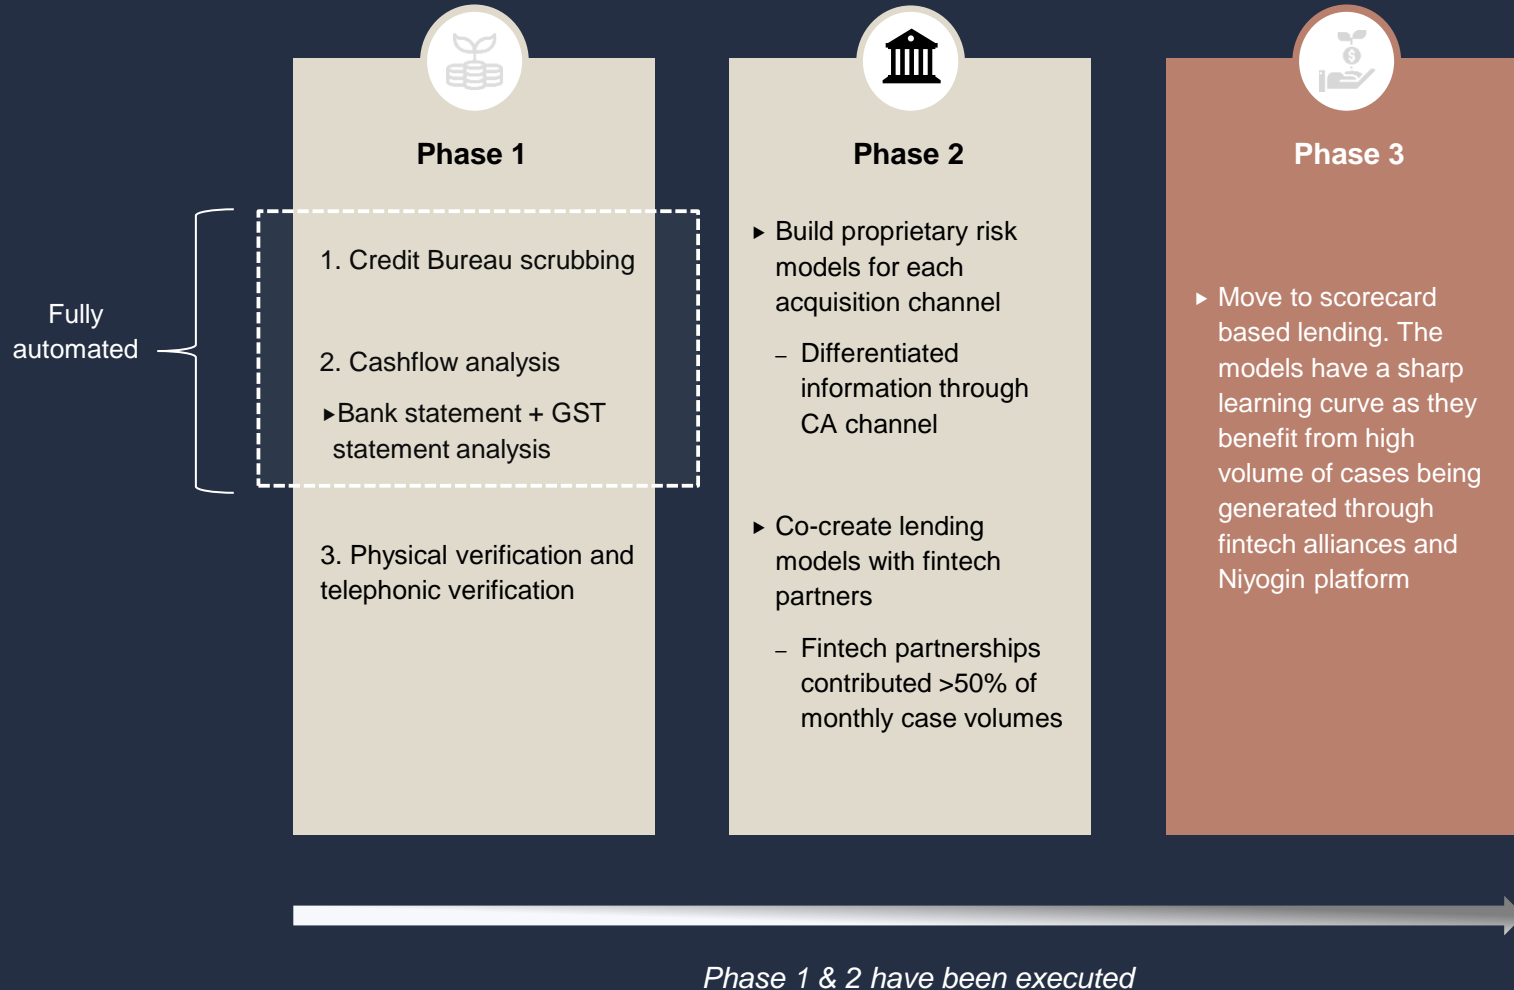 Phase 1
Fully
automated
1. Credit Bureau scrubbing
2. Cashflow analysis
▶Bank statement + GST
statement analysis
3. Physical verification and
telephonic verification
Phase 2
▶ Build proprietary risk
models for each
acquisition channel
– Differentiated
information through
CA channel
▶ Co-create lending
models with fintech
partners
– Fintech partnerships
contributed >50% of
monthly case volumes
Phase 3
▶ Move to scorecard
based lending. The
models have a sharp
learning curve as they
benefit from high
volume of cases being
generated through
fintech alliances and
Niyogin platform
Phase 1 & 2 have been executed